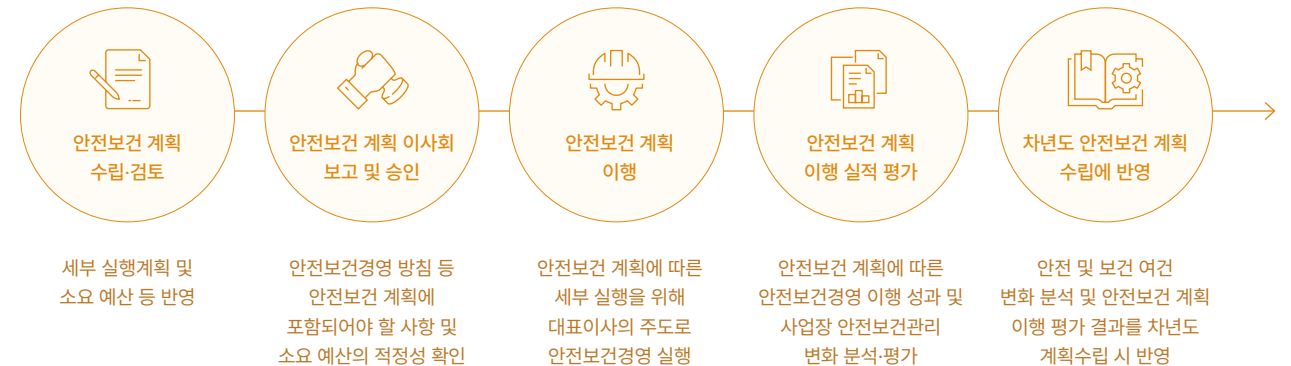 안전보건 계획
수립·검토
안전보건 계획 이사회
보고 및 승인
안전보건 계획
이행
안전보건 계획
이행 실적 평가
차년도 안전보건 계획
수립에 반영
세부 실행계획 및
소요 예산 등 반영
안전보건경영 방침 등
안전보건 계획에
포함되어야 할 사항 및
소요 예산의 적정성 확인
안전보건 계획에 따른
세부 실행을 위해
대표이사의 주도로
안전보건경영 실행
안전보건 계획에 따른
안전보건경영 이행 성과 및
사업장 안전보건관리
변화 분석·평가
안전 및 보건 여건
변화 분석 및 안전보건 계획
이행 평가 결과를 차년도
계획수립 시 반영